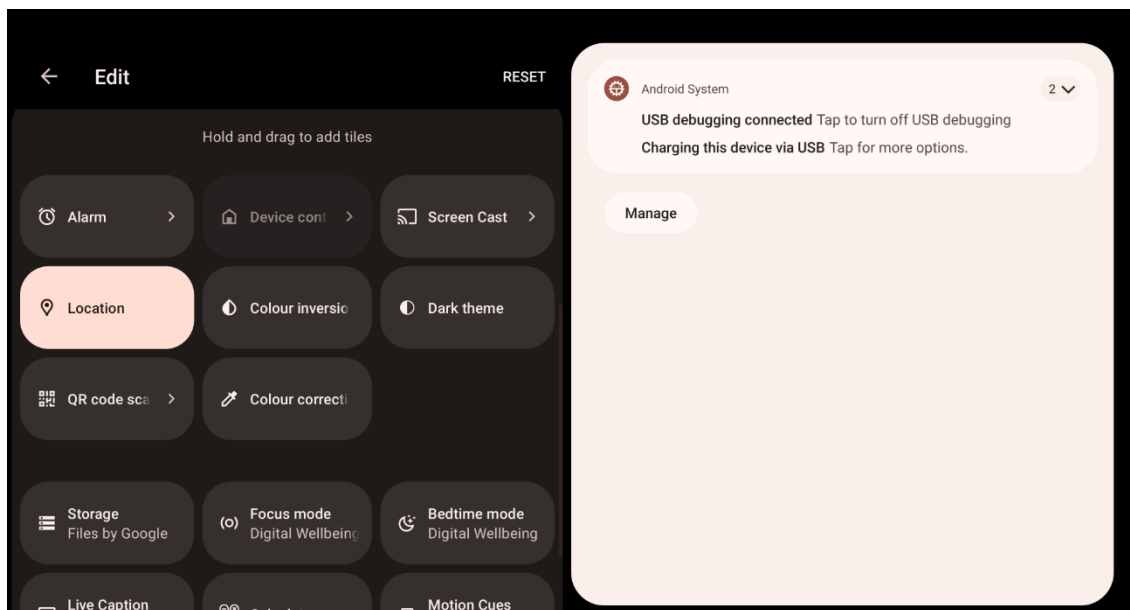 Edit
RESET
Hold and drag to add tiles
Alarm
Device cont
Screen Cast
Location
Colour inversio
Dark theme
QR code sca
Colour correcti
Storage
Files by Google
Focus mode
Digital Wellbeing
Bedtime mode
Digital Wellbeing
Live Caption
Motion Cues
Android System
2
USB debugging connected Tap to turn off USB debugging
Charging this device via USB Tap for more options.
Manage